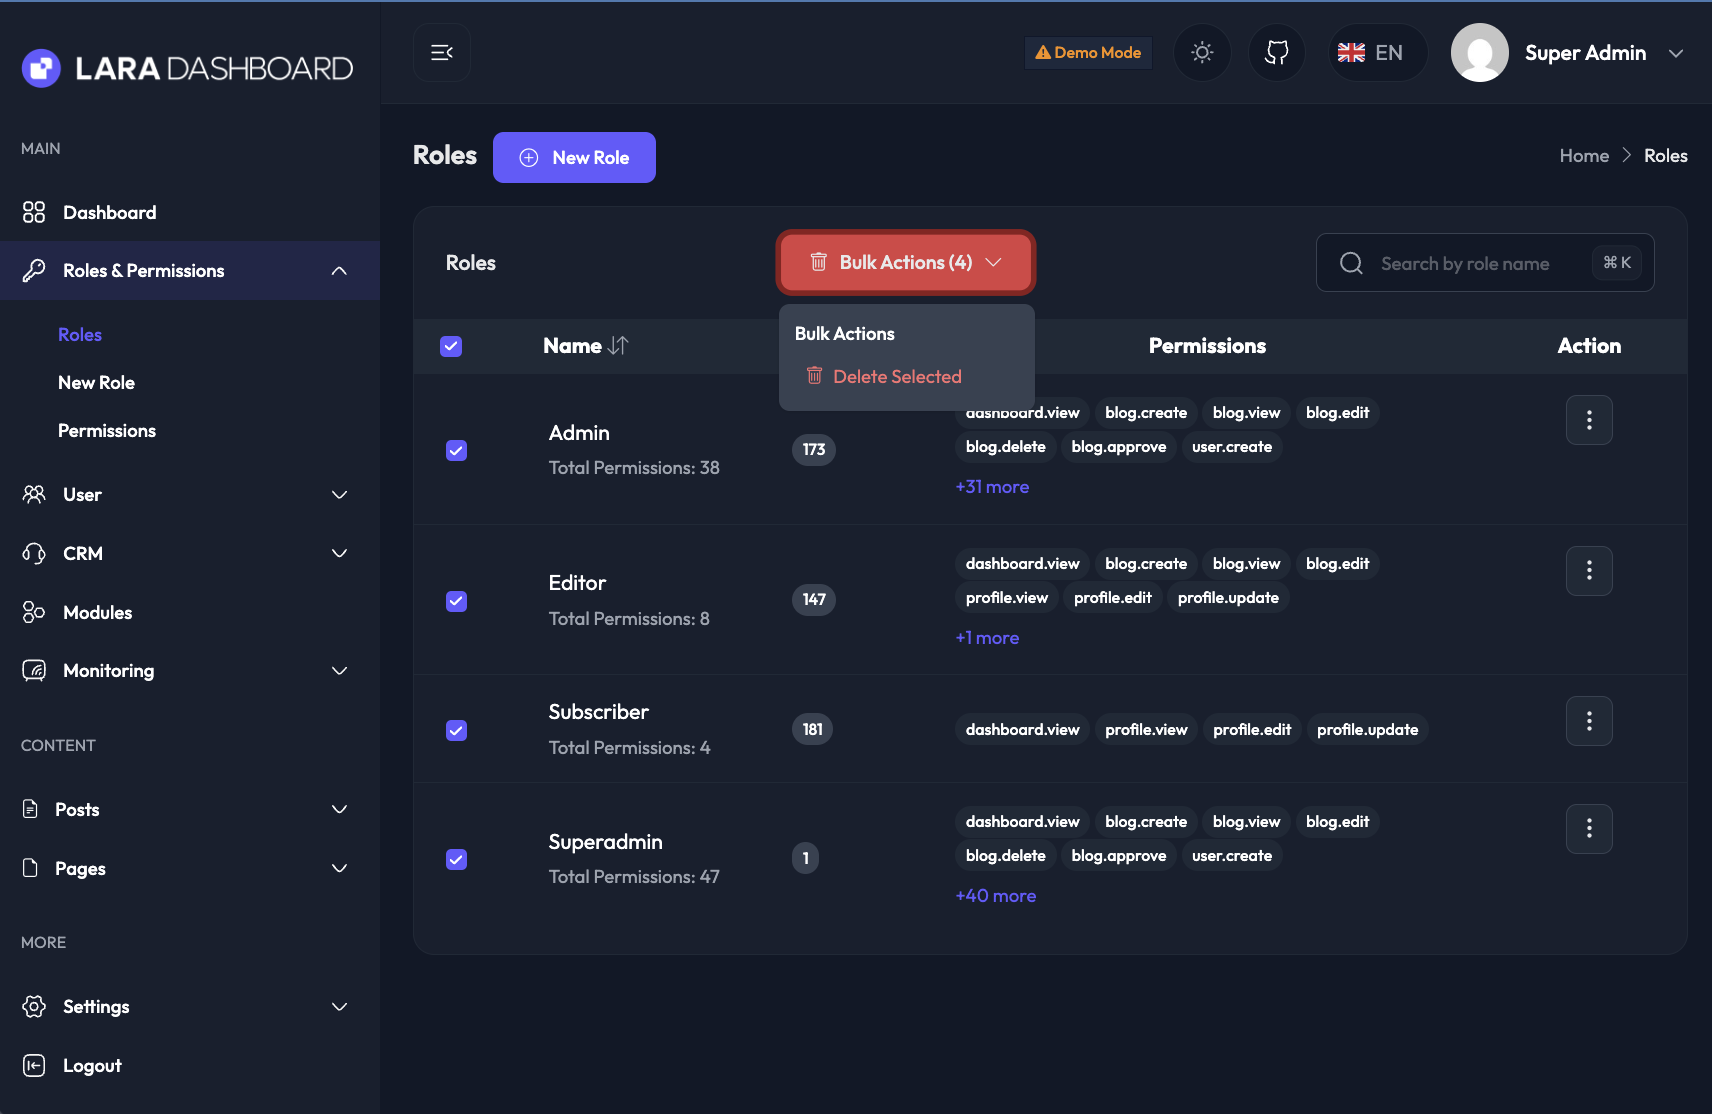 LARA DASHBOARD
MAIN
Dashboard
Roles & Permissions
Roles
New Role
Permissions
User
CRM
Modules
Monitoring
CONTENT
Posts
Pages
MORE
Settings
Logout
Demo Mode
EN
Super Admin
Roles
New Role
Home > Roles
Roles
Bulk Actions (4)
Search by role name
⌘ K
Bulk Actions
Delete Selected
Name
Permissions
Action
Admin
Total Permissions: 38
173
dashboard.view blog.create blog.view blog.edit
blog.delete blog.approve user.create
+31 more
Editor
Total Permissions: 8
147
dashboard.view blog.create blog.view blog.edit
profile.view profile.edit profile.update
+1 more
Subscriber
Total Permissions: 4
181
dashboard.view profile.view profile.edit profile.update
Superadmin
Total Permissions: 47
1
dashboard.view blog.create blog.view blog.edit
blog.delete blog.approve user.create
+40 more